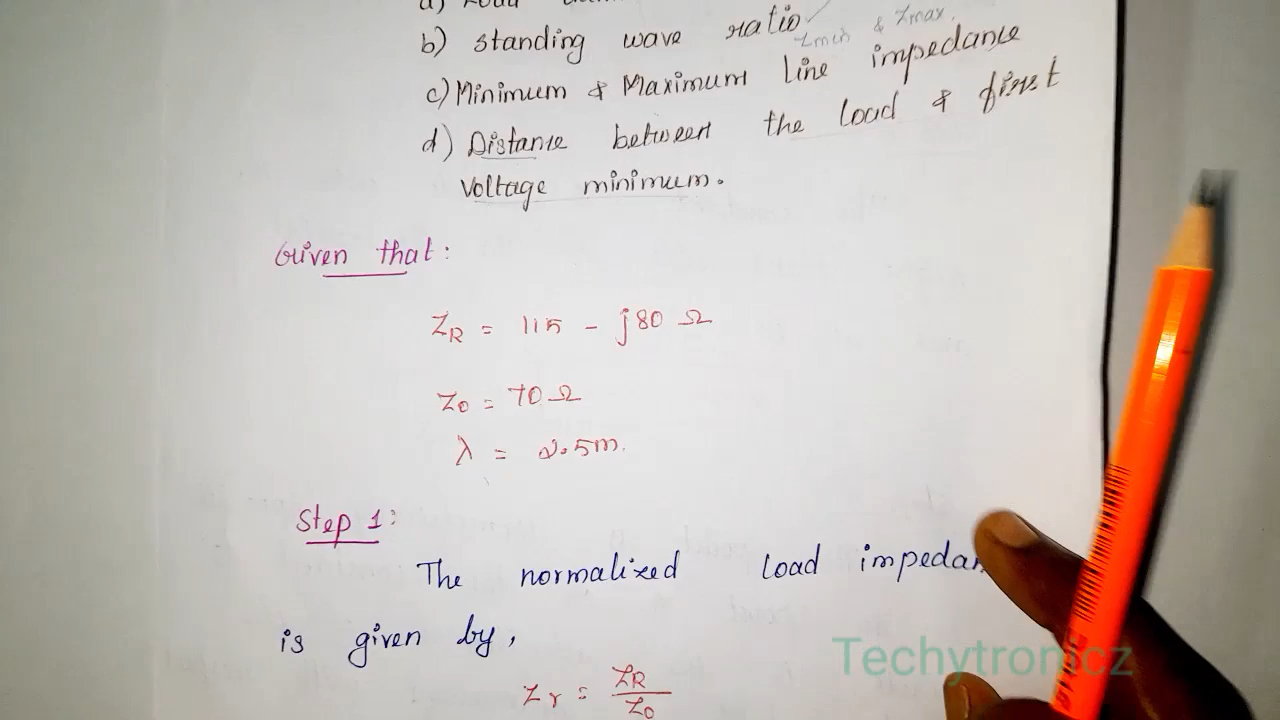 a) Load
b) standing wave ratio
Zmin & Zmax.
c) Minimum & Maximum line impedance
d) Distance between the load & first
Voltage minimum.
Given that:
ZR = 115 - j80 Ω
Z0 = 70 Ω
λ = 2.5m.
Step 1:
The normalized load impedan
is given by,
Zr = ZR/Z0
Techytronicz